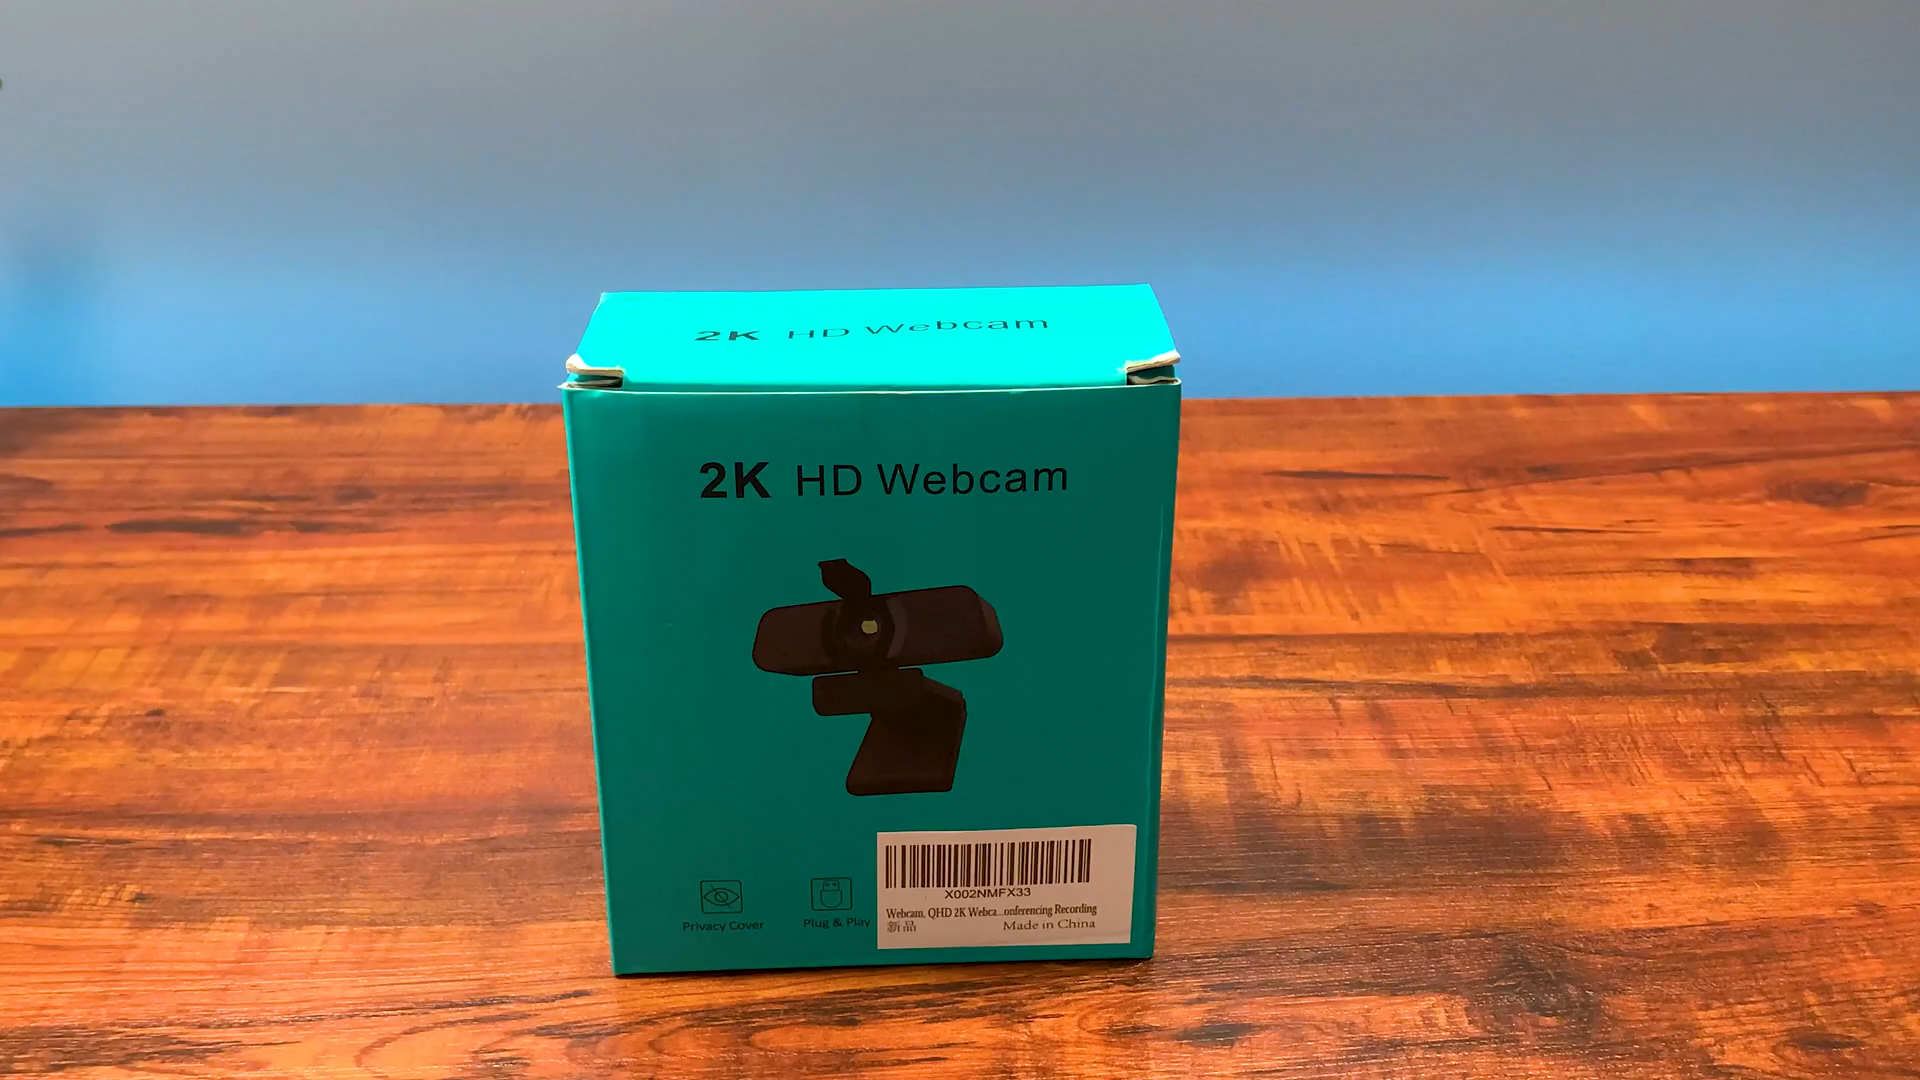 2K HD Webcam
2K HD Webcam
Privacy Cover
Plug & Play
X002NMFX33
Webcam, QHD 2K Webca...onferencing Recording
新品
Made in China